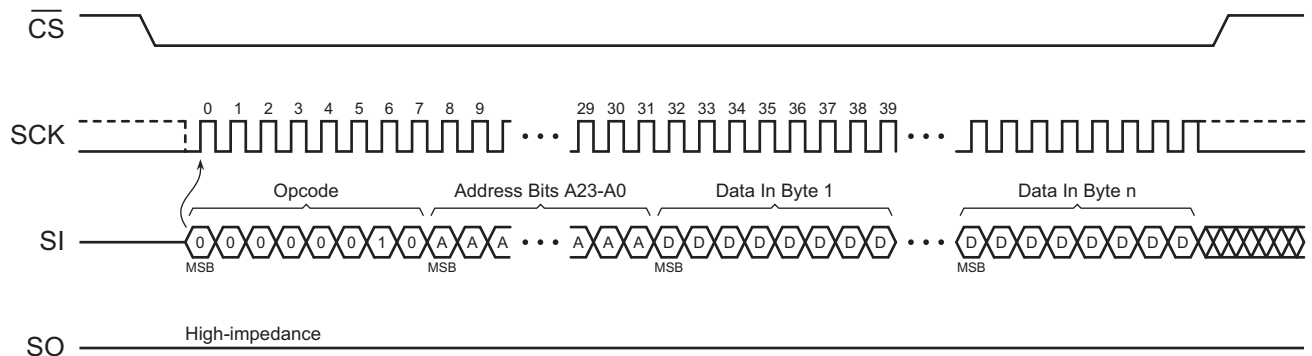 CS
0 1 2 3 4 5 6 7 8 9 29 30 31 32 33 34 35 36 37 38 39
SCK
Opcode Address Bits A23-A0 Data In Byte 1 Data In Byte n
SI 0 0 0 0 0 0 1 0 A A A A A A D D D D D D D D D D D D D D D D
MSB MSB MSB MSB
High-impedance
SO